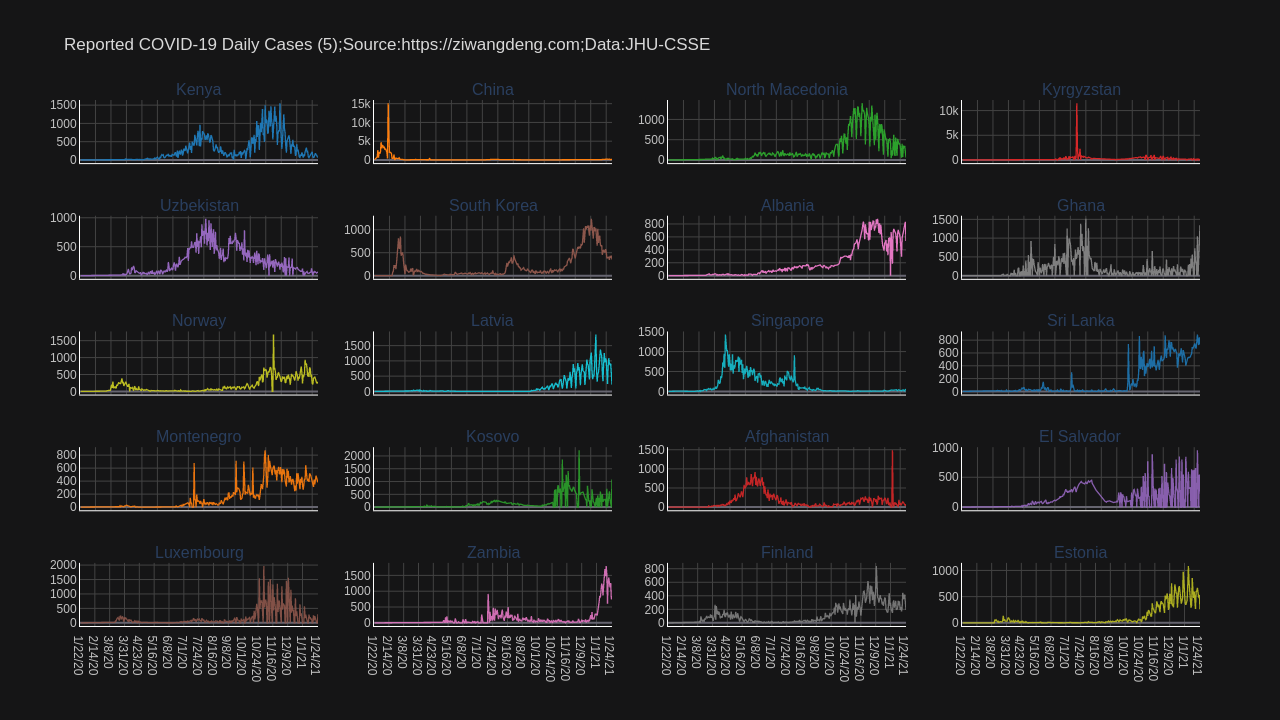 Reported COVID-19 Daily Cases (5);Source:https://ziwangdeng.com;Data:JHU-CSSE
Kenya China North Macedonia Kyrgyzstan
1500 15k 10k
1000 10k 1000 5k
500 5k 500
0 0 0 0
Uzbekistan South Korea Albania Ghana
1000 1000 800 1500
500 500 600 1000
0 0 400 500
200 0
0
Norway Latvia Singapore Sri Lanka
1500 1500 1500 800
1000 1000 1000 600
500 500 500 400
0 0 0 200
0
Montenegro Kosovo Afghanistan El Salvador
800 2000 1500 1000
600 1500 1000 500
400 1000 500 0
200 500 0
0 0
Luxembourg Zambia Finland Estonia
2000 1500 800 1000
1500 1000 600 500
1000 500 400 0
500 0 200
0 0
1/22/20 2/14/20 3/8/20 3/31/20 4/23/20 5/16/20 6/8/20 7/1/20 7/24/20 8/16/20 9/8/20 10/1/20 10/24/20 11/16/20 12/9/20 1/1/21 1/24/21
1/22/20 2/14/20 3/8/20 3/31/20 4/23/20 5/16/20 6/8/20 7/1/20 7/24/20 8/16/20 9/8/20 10/1/20 10/24/20 11/16/20 12/9/20 1/1/21 1/24/21
1/22/20 2/14/20 3/8/20 3/31/20 4/23/20 5/16/20 6/8/20 7/1/20 7/24/20 8/16/20 9/8/20 10/1/20 10/24/20 11/16/20 12/9/20 1/1/21 1/24/21
1/22/20 2/14/20 3/8/20 3/31/20 4/23/20 5/16/20 6/8/20 7/1/20 7/24/20 8/16/20 9/8/20 10/1/20 10/24/20 11/16/20 12/9/20 1/1/21 1/24/21